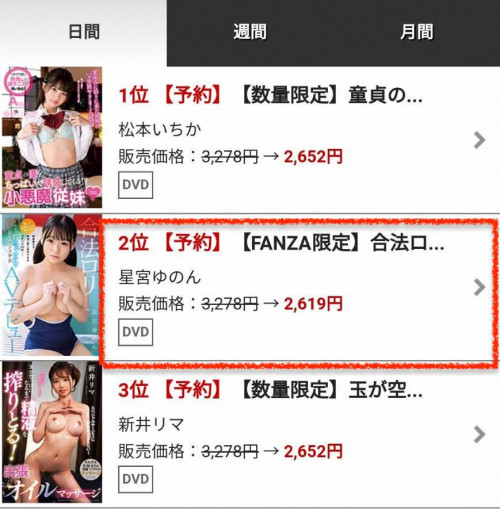 日間
週間
月間
1位 【予約】【数量限定】童貞の...
松本いちか
販売価格：3,278円 → 2,652円
DVD
小悪魔従妹
2位 【予約】【FANZA限定】合法ロ...
星宮ゆのん
販売価格：3,278円 → 2,619円
DVD
合法ロリ
AVデビュー
3位 【予約】【数量限定】玉が空...
新井リマ
販売価格：3,278円 → 2,652円
DVD
新井リマ
搾りとる!
出張
オイルマッサージ